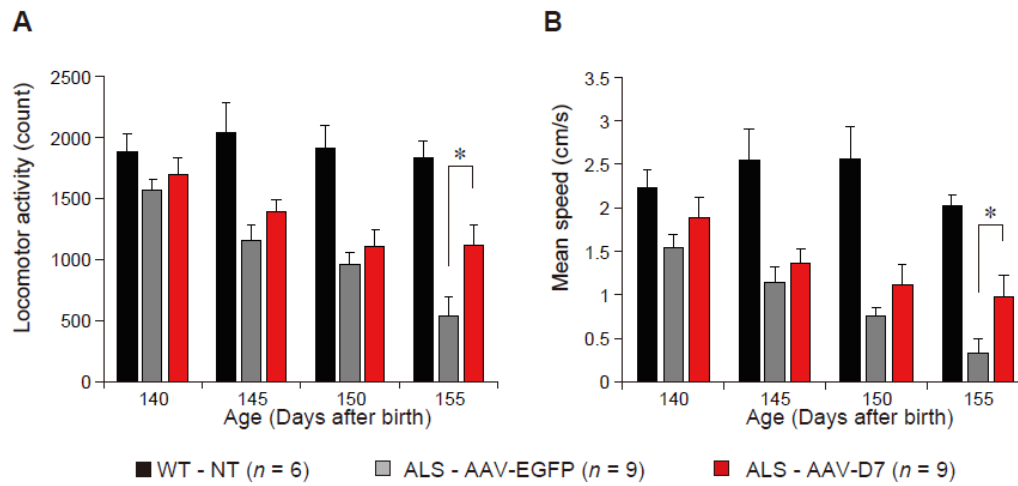 A
B
Locomotor activity (count)
2500
2000
1500
1000
500
0
*
140 145 150 155
Age (Days after birth)
Mean speed (cm/s)
3.5
3
2.5
2
1.5
1
0.5
0
*
140 145 150 155
Age (Days after birth)
WT - NT (n = 6) ALS - AAV-EGFP (n = 9) ALS - AAV-D7 (n = 9)